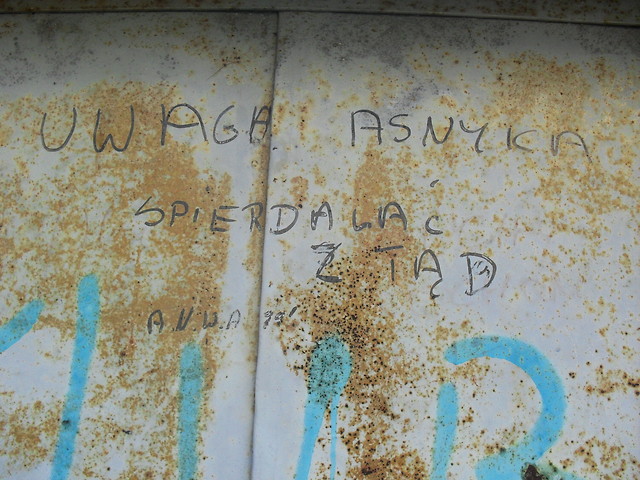 UWAGA ASNYKA
SPIERDALAĆ
Z TĄD
A.N.W.A